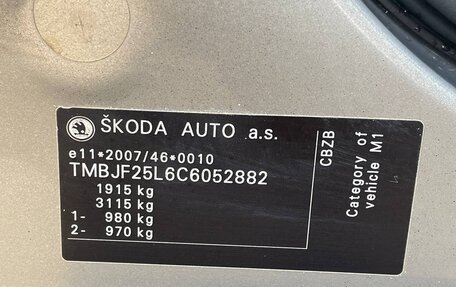 ŠKODA AUTO a.s.
e11*2007/46*0010
TMBJF25L6C6052882
1915 kg
3115 kg
1- 980 kg
2- 970 kg
CBZB
Category of
vehicle M1